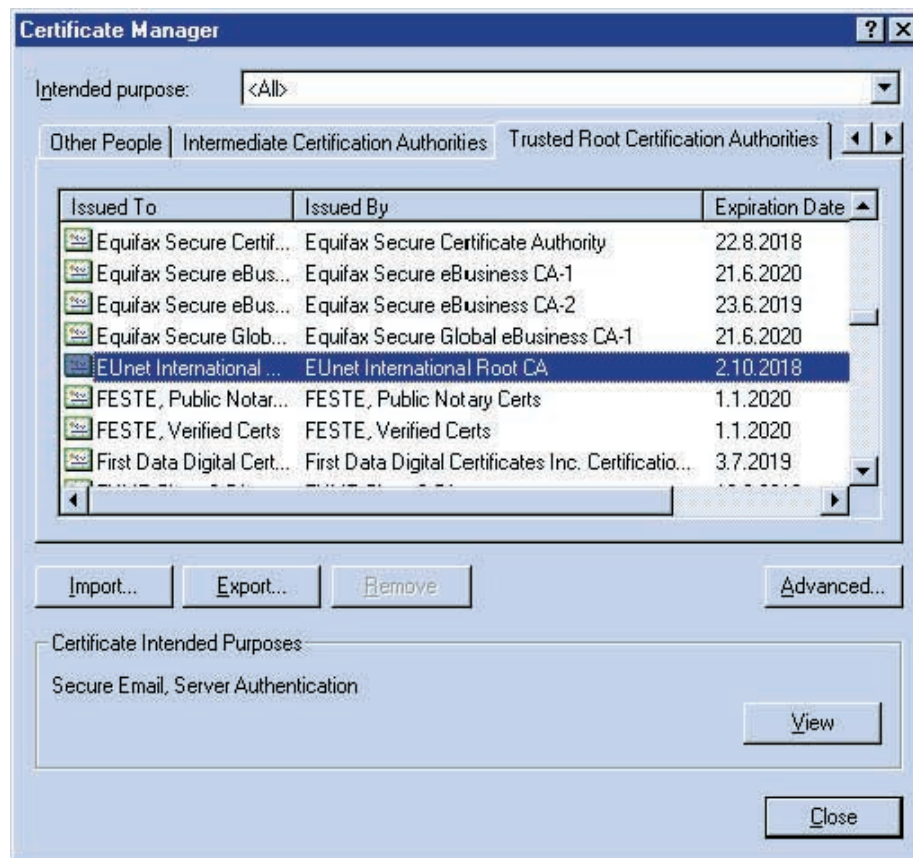 Certificate Manager
Intended purpose: <All>
Other People Intermediate Certification Authorities Trusted Root Certification Authorities
Issued To Issued By Expiration Date
Equifax Secure Certif... Equifax Secure Certificate Authority 22.8.2018
Equifax Secure eBus... Equifax Secure eBusiness CA-1 21.6.2020
Equifax Secure eBus... Equifax Secure eBusiness CA-2 23.6.2019
Equifax Secure Glob... Equifax Secure Global eBusiness CA-1 21.6.2020
EUnet International ... EUnet International Root CA 2.10.2018
FESTE, Public Notar... FESTE, Public Notary Certs 1.1.2020
FESTE, Verified Certs FESTE, Verified Certs 1.1.2020
First Data Digital Cert... First Data Digital Certificates Inc. Certificatio... 3.7.2019
Import... Export... Remove Advanced...
Certificate Intended Purposes
Secure Email, Server Authentication
View
Close